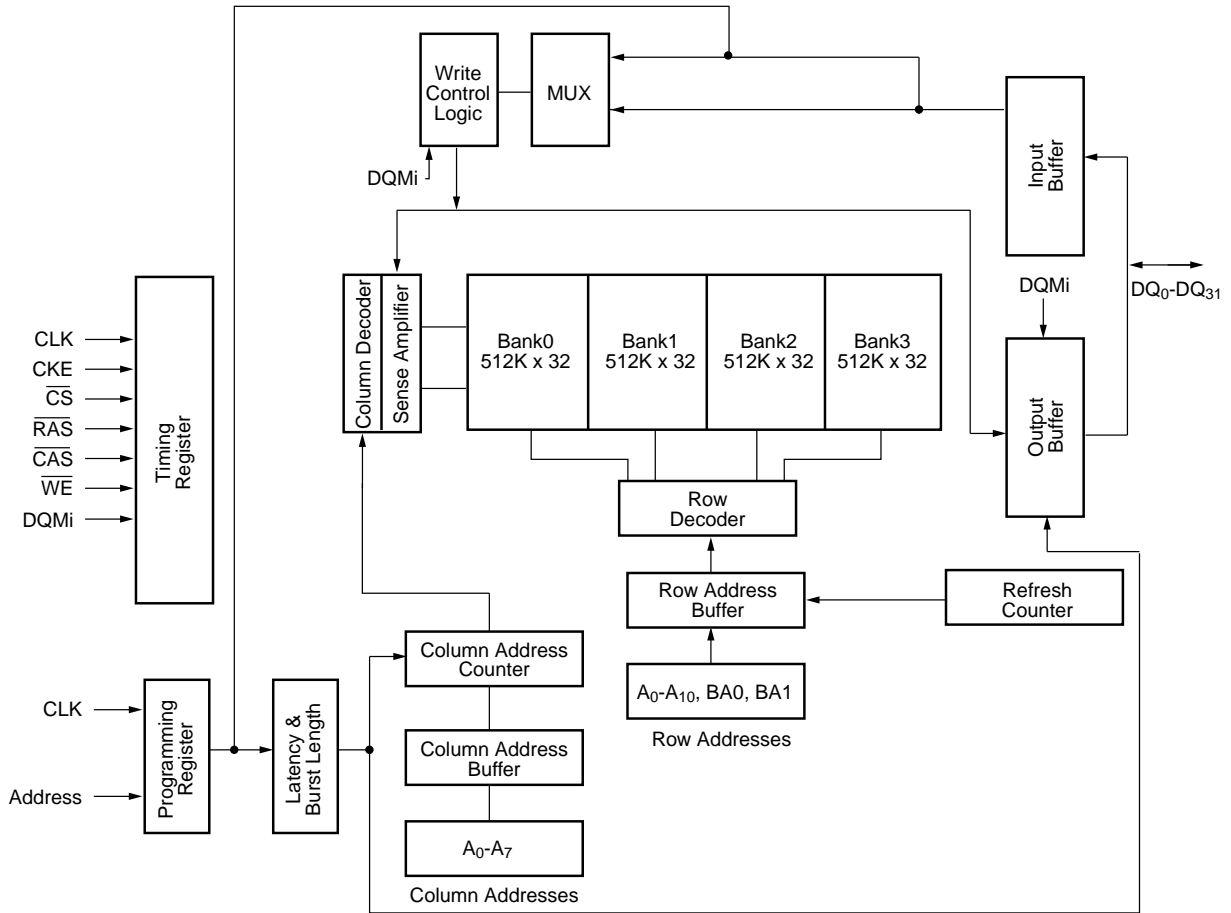 Write
Control
Logic
MUX
DQMi
Input
Buffer
DQ0-DQ31
DQMi
Output
Buffer
Column Decoder
Sense Amplifier
Bank0
512K x 32
Bank1
512K x 32
Bank2
512K x 32
Bank3
512K x 32
CLK
CKE
CS
RAS
CAS
WE
DQMi
Timing
Register
Row
Decoder
Row Address
Buffer
Refresh
Counter
A0-A10, BA0, BA1
Row Addresses
Column Address
Counter
CLK
Address
Programming
Register
Latency &
Burst Length
Column Address
Buffer
A0-A7
Column Addresses